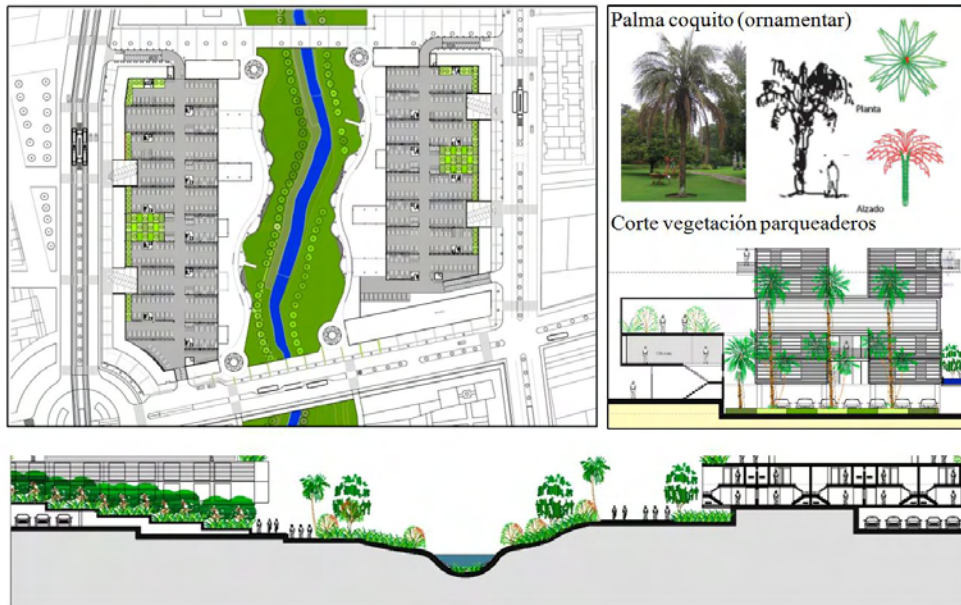 Palma coquito (ornamentar)
Planta
Alzado
Corte vegetación parqueaderos